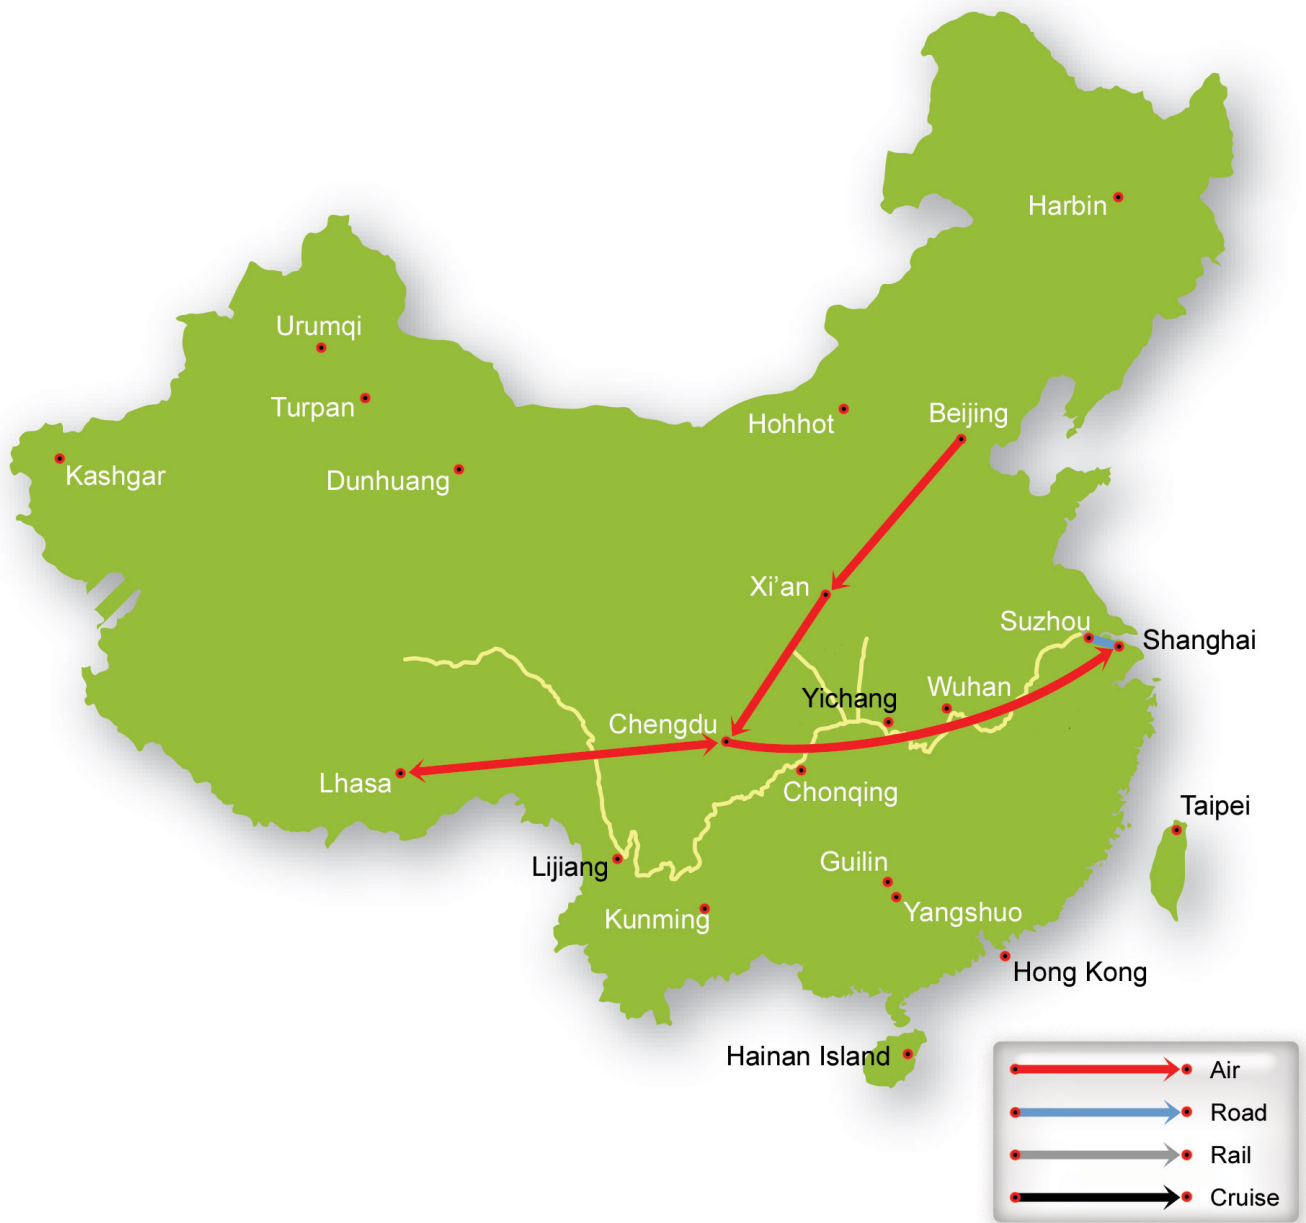 Harbin
Urumqi
Turpan
Hohhot
Beijing
Kashgar
Dunhuang
Xi’an
Suzhou
Shanghai
Yichang
Wuhan
Chengdu
Lhasa
Chonqing
Taipei
Lijiang
Guilin
Kunming
Yangshuo
Hong Kong
Hainan Island
Air
Road
Rail
Cruise